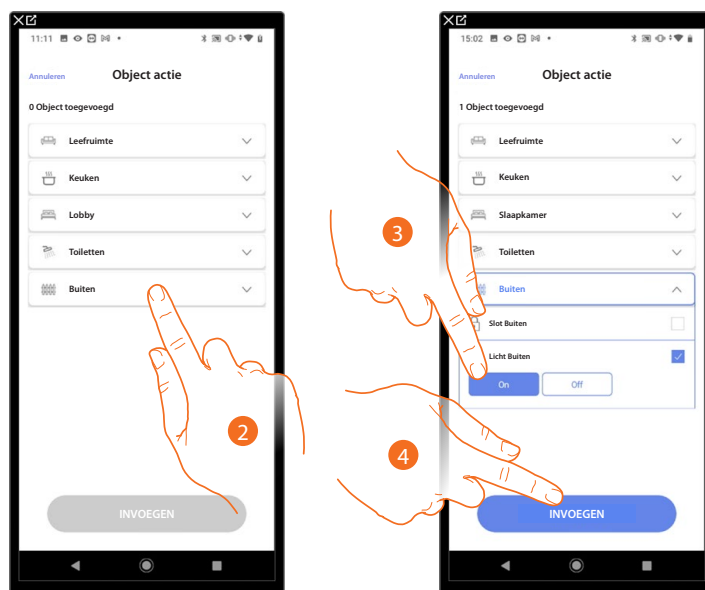 11:11
Annuleren Object actie
0 Object toegevoegd
Leefruimte
Keuken
Lobby
Toiletten
Buiten
2
INVOEGEN
15:02
Annuleren Object actie
1 Object toegevoegd
Leefruimte
Keuken
Slaapkamer
3
Toiletten
Buiten
Slot Buiten
Licht Buiten
On Off
4
INVOEGEN